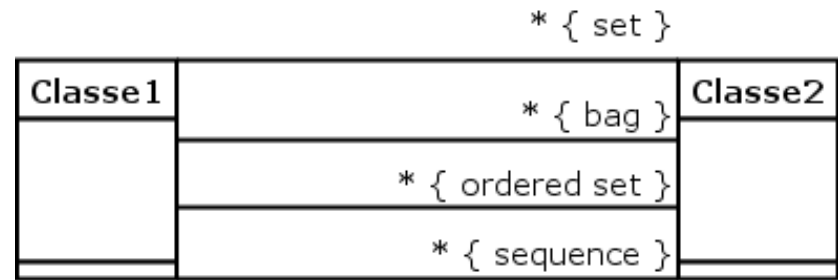 * { set }
Classe1
Classe2
* { bag }
* { ordered set }
* { sequence }